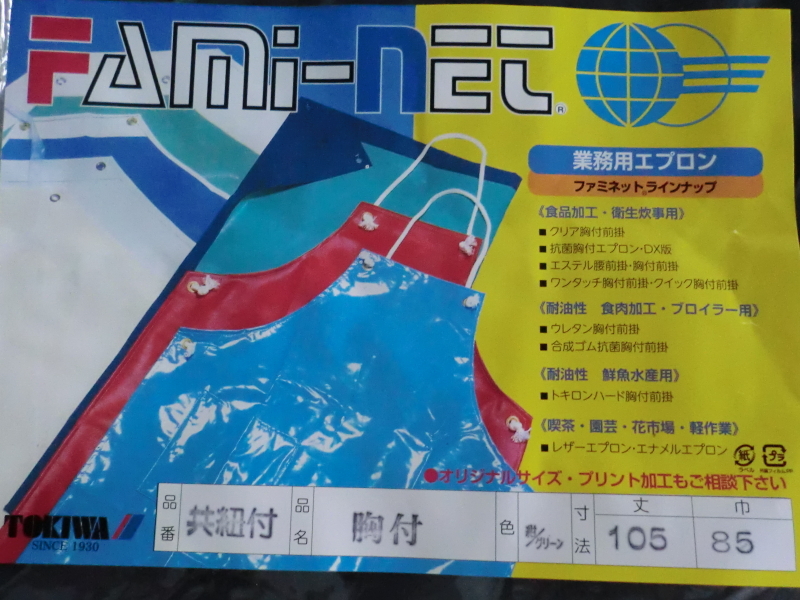 FAMi-NET®
業務用エプロン
ファミネット®ラインナップ
《食品加工・衛生炊事用》
■クリア胸付前掛
■抗菌胸付エプロン・DX版
■エステル腰前掛・胸付前掛
■ワンタッチ胸付前掛・クイック胸付前掛
《耐油性 食肉加工・ブロイラー用》
■ウレタン胸付前掛
■合成ゴム抗菌胸付前掛
《耐油性 鮮魚水産用》
■トキロンハード胸付前掛
《喫茶・園芸・花市場・軽作業》
■レザーエプロン・エナメルエプロン
紙 ラベル プラ
●オリジナルサイズ・プリント加工もご相談下さい
TOKIWA
SINCE 1930
品番 共紐付 品名 胸付 色 グリーン 寸法 丈 105 巾 85